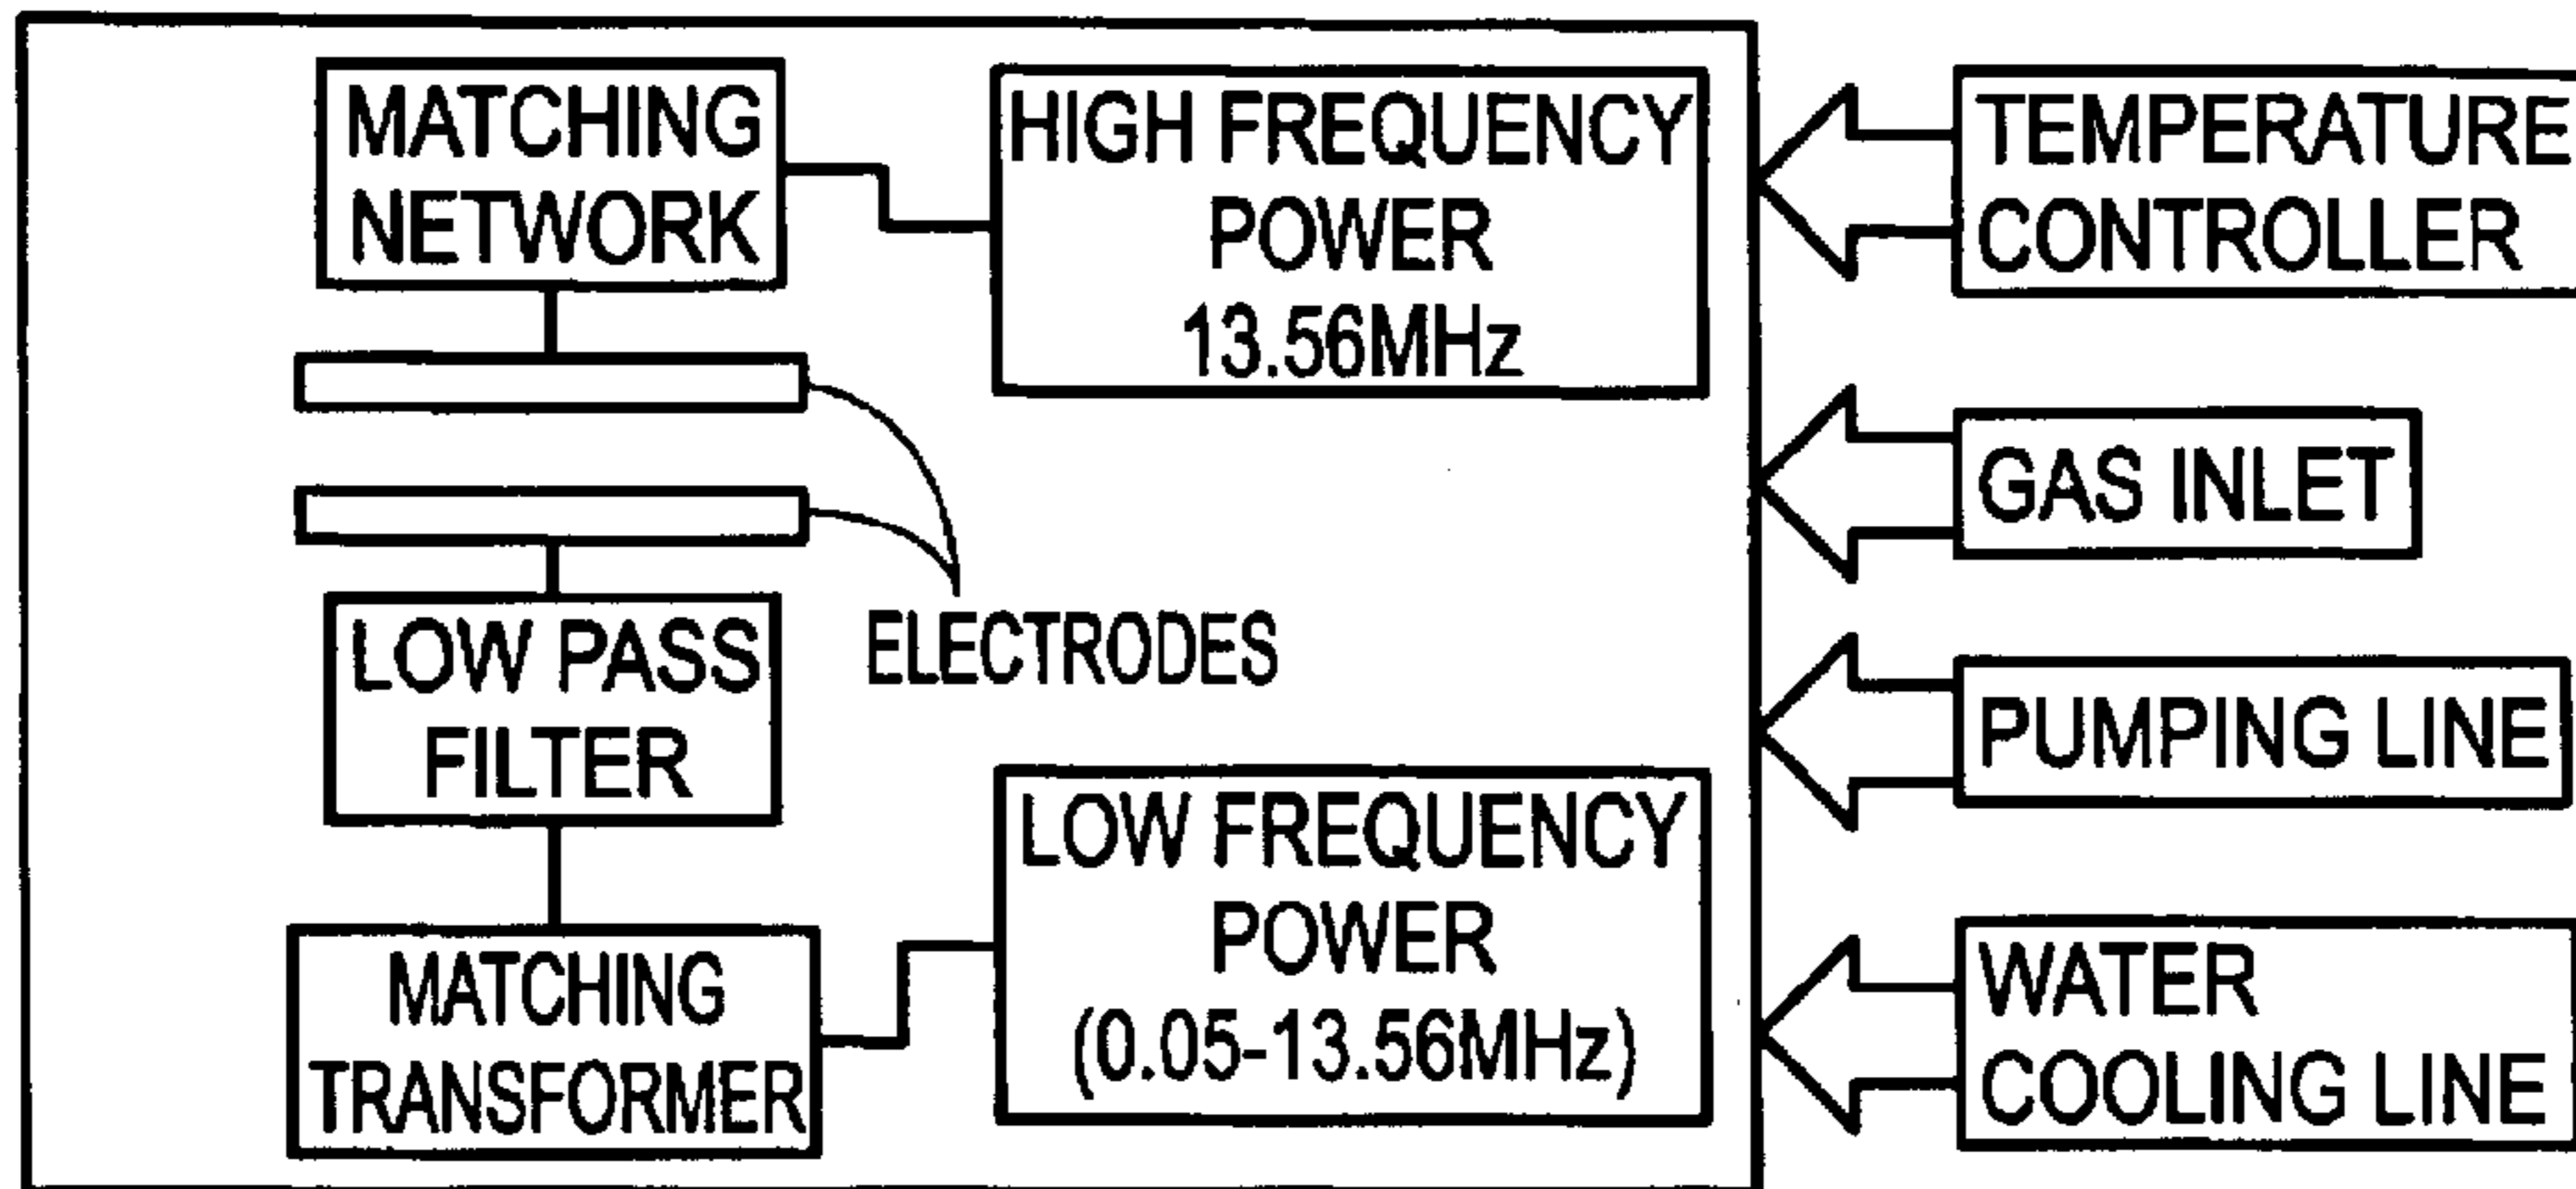 MATCHING
NETWORK
HIGH FREQUENCY
POWER
13.56MHz
TEMPERATURE
CONTROLLER
GAS INLET
ELECTRODES
LOW PASS
FILTER
PUMPING LINE
LOW FREQUENCY
POWER
(0.05-13.56MHz)
MATCHING
TRANSFORMER
WATER
COOLING LINE